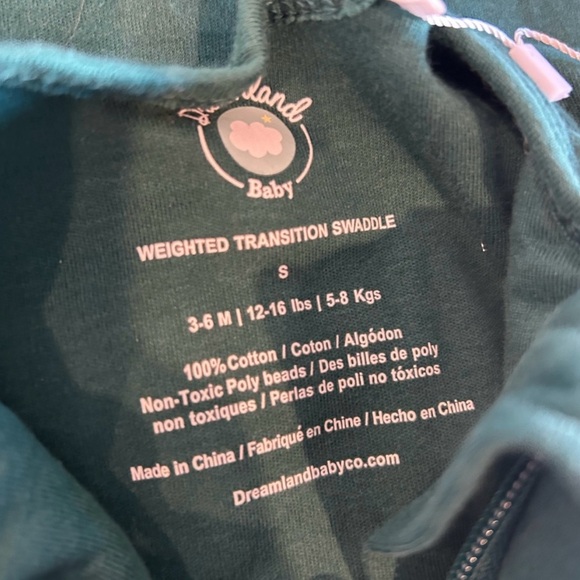 Dreamland
Baby
WEIGHTED TRANSITION SWADDLE
S
3-6 M | 12-16 lbs | 5-8 Kgs
100% Cotton / Coton / Algódon
Non-Toxic Poly beads / Des billes de poly
non toxiques / Perlas de poli no tóxicos
Made in China / Fabriqué en Chine / Hecho en China
Dreamlandbabyco.com